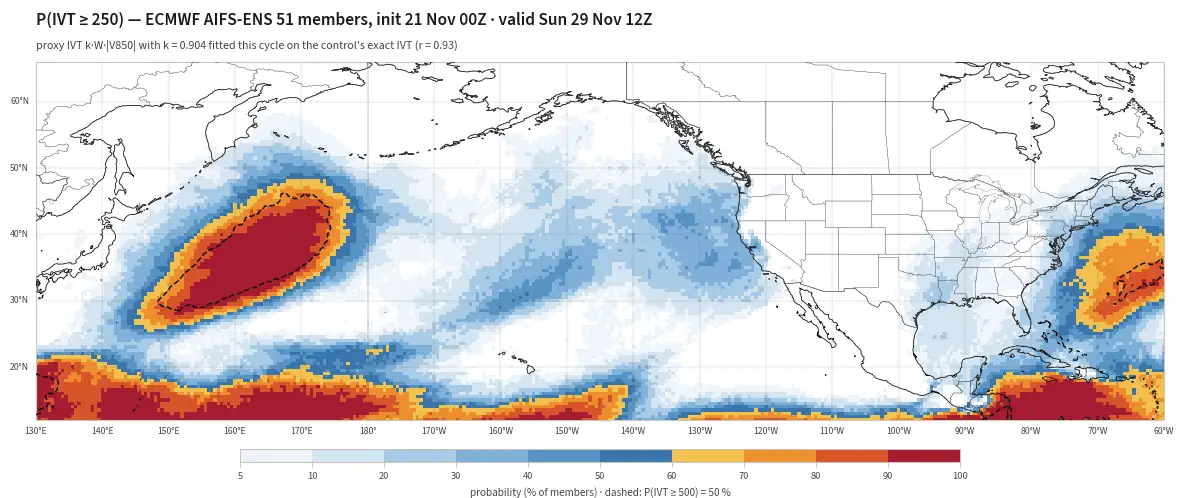 P(IVT ≥ 250) — ECMWF AIFS-ENS 51 members, init 21 Nov 00Z · valid Sun 29 Nov 12Z
proxy IVT k·W·|V850| with k = 0.904 fitted this cycle on the control's exact IVT (r = 0.93)
60°N
50°N
40°N
30°N
20°N
130°E 140°E 150°E 160°E 170°E 180° 170°W 160°W 150°W 140°W 130°W 120°W 110°W 100°W 90°W 80°W 70°W 60°W
5 10 20 30 40 50 60 70 80 90 100
probability (% of members) · dashed: P(IVT ≥ 500) = 50 %